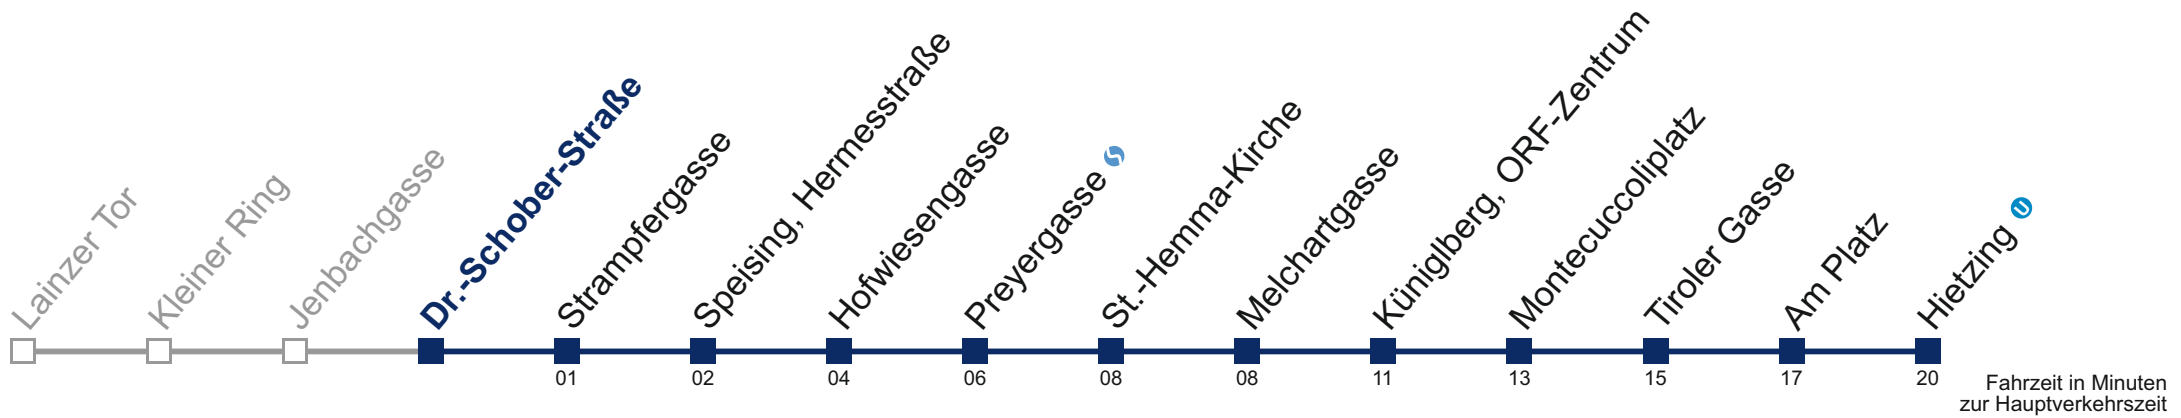 Lainzer Tor
Kleiner Ring
Jenbachgasse
Dr.-Schober-Straße
Strampfergasse
Speising, Hermesstraße
Hofwiesengasse
Preyergasse S
St.-Hemma-Kirche
Melchartgasse
Küniglberg, ORF-Zentrum
Montecuccoliplatz
Tiroler Gasse
Am Platz
Hietzing U
01 02 04 06 08 08 11 13 15 17 20
Fahrzeit in Minuten
zur Hauptverkehrszeit